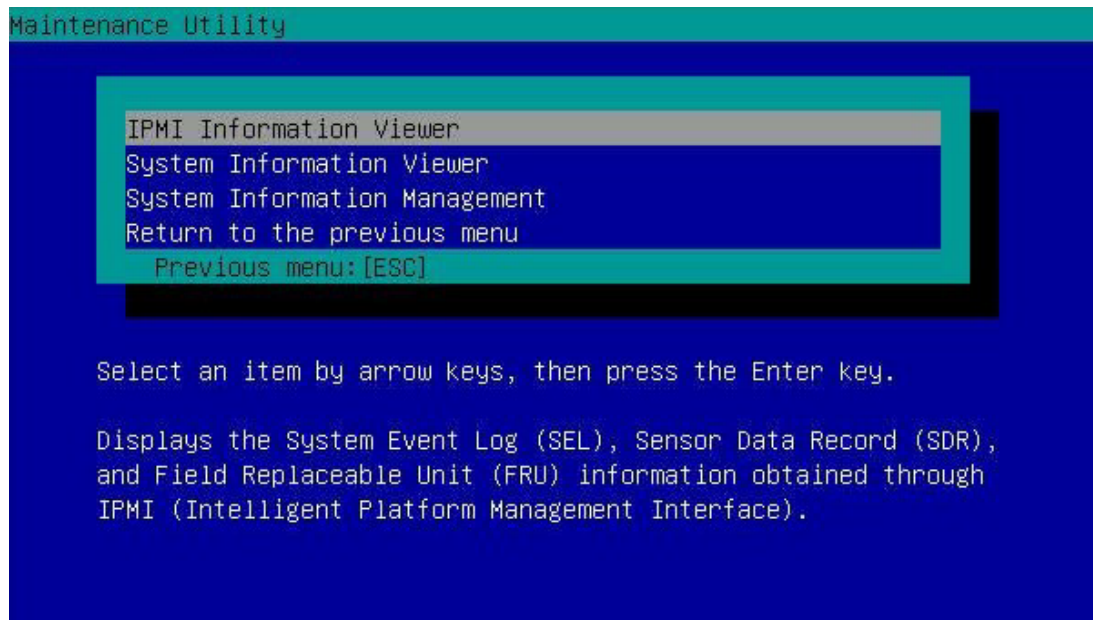 Maintenance Utility
IPMI Information Viewer
System Information Viewer
System Information Management
Return to the previous menu
Previous menu:[ESC]
Select an item by arrow keys, then press the Enter key.
Displays the System Event Log (SEL), Sensor Data Record (SDR),
and Field Replaceable Unit (FRU) information obtained through
IPMI (Intelligent Platform Management Interface).